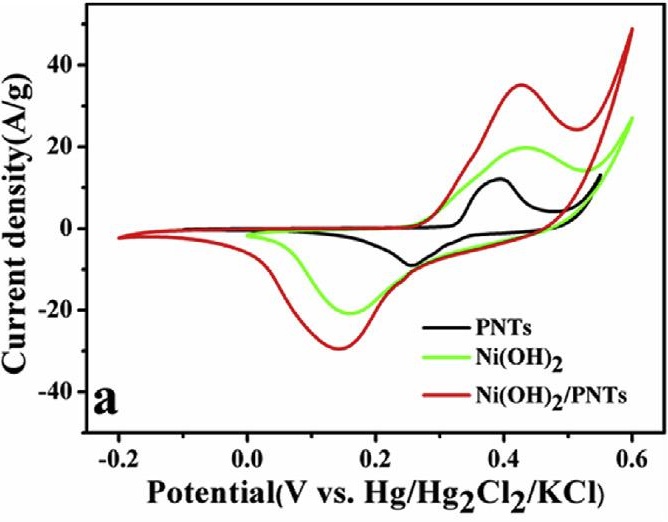 Current density(A/g)
40
20
0
-20
-40
a
PNTs
Ni(OH)2
Ni(OH)2/PNTs
-0.2 0.0 0.2 0.4 0.6
Potential(V vs. Hg/Hg2Cl2/KCl)